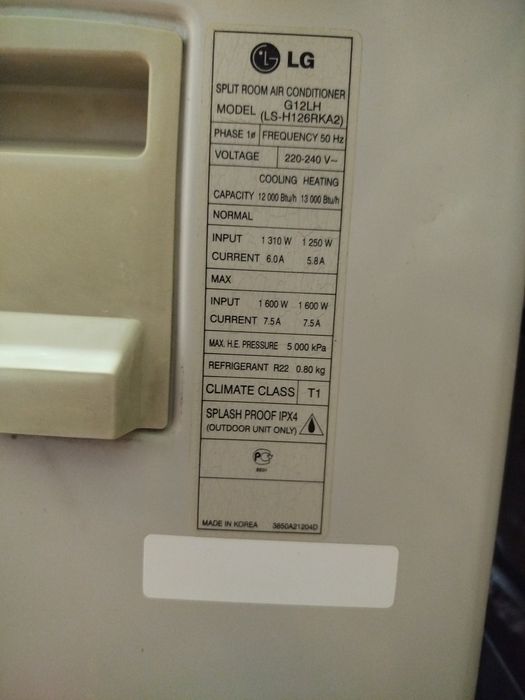 LG
SPLIT ROOM AIR CONDITIONER
MODEL G12LH
(LS-H126RKA2)
PHASE 1ø FREQUENCY 50 Hz
VOLTAGE 220-240 V~
COOLING HEATING
CAPACITY 12 000 Btu/h 13 000 Btu/h
NORMAL
INPUT 1 310 W 1 250 W
CURRENT 6.0A 5.8A
MAX
INPUT 1 600 W 1 600 W
CURRENT 7.5A 7.5A
MAX. H.E. PRESSURE 5 000 kPa
REFRIGERANT R22 0.80 kg
CLIMATE CLASS T1
SPLASH PROOF IPX4
(OUTDOOR UNIT ONLY)
MADE IN KOREA 3850A21204D